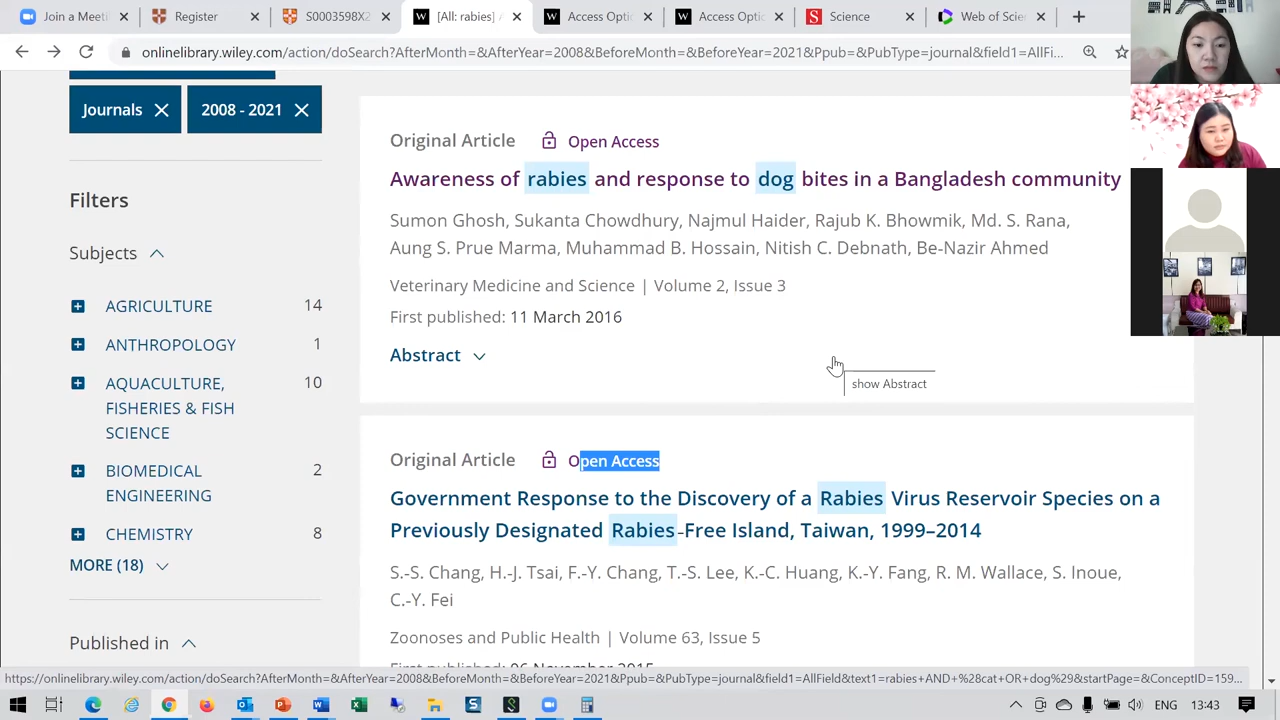 Join a Meeti
Register
S0003598X2
[All: rabies] A
Access Optio
Access Optio
Science
Web of Scien
onlinelibrary.wiley.com/action/doSearch?AfterMonth=&AfterYear=2008&BeforeMonth=&BeforeYear=2021&Ppub=&PubType=journal&field1=AllFi...
Journals
2008 - 2021
Filters
Subjects
AGRICULTURE 14
ANTHROPOLOGY 1
AQUACULTURE, 10
FISHERIES & FISH
SCIENCE
BIOMEDICAL 2
ENGINEERING
CHEMISTRY 8
MORE (18)
Published in
Original Article Open Access
Awareness of rabies and response to dog bites in a Bangladesh community
Sumon Ghosh, Sukanta Chowdhury, Najmul Haider, Rajub K. Bhowmik, Md. S. Rana,
Aung S. Prue Marma, Muhammad B. Hossain, Nitish C. Debnath, Be-Nazir Ahmed
Veterinary Medicine and Science | Volume 2, Issue 3
First published: 11 March 2016
Abstract
show Abstract
Original Article Open Access
Government Response to the Discovery of a Rabies Virus Reservoir Species on a
Previously Designated Rabies-Free Island, Taiwan, 1999–2014
S.-S. Chang, H.-J. Tsai, F.-Y. Chang, T.-S. Lee, K.-C. Huang, K.-Y. Fang, R. M. Wallace, S. Inoue,
C.-Y. Fei
Zoonoses and Public Health | Volume 63, Issue 5
First published: 06 November 2015
https://onlinelibrary.wiley.com/action/doSearch?AfterMonth=&AfterYear=2008&BeforeMonth=&BeforeYear=2021&Ppub=&PubType=journal&field1=AllField&text1=rabies+AND+%28cat+OR+dog%29&startPage=&ConceptID=159...
ENG 13:43